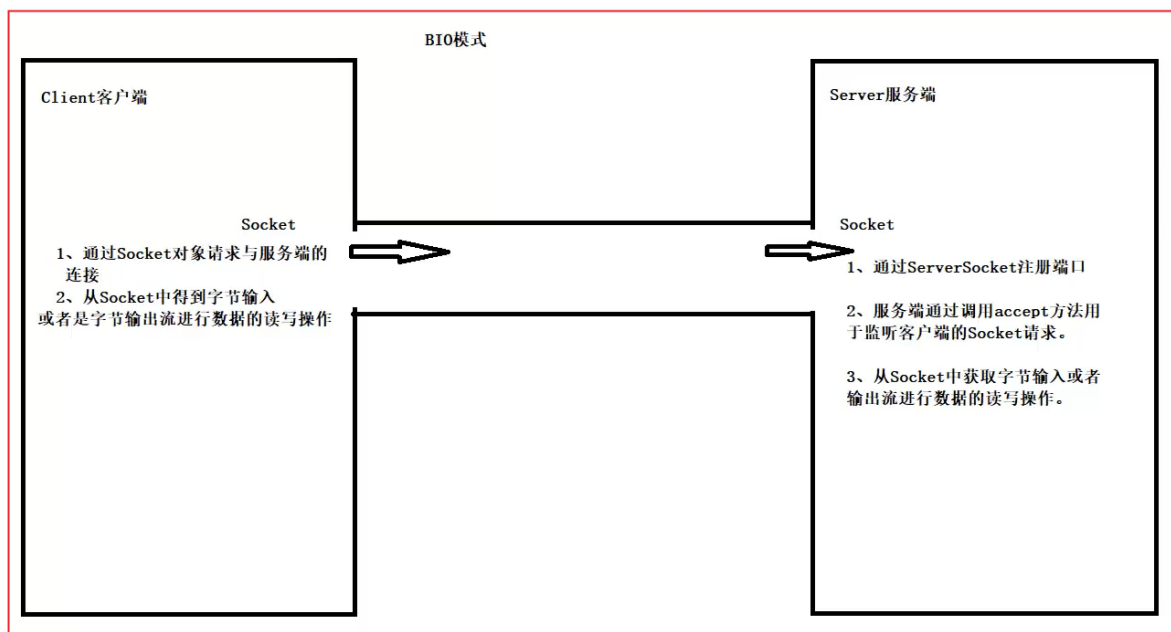 BIO模式
Client客户端
Socket
1、通过Socket对象请求与服务端的
连接
2、从Socket中得到字节输入
或者是字节输出流进行数据的读写操作
Server服务端
Socket
1、通过ServerSocket注册端口
2、服务端通过调用accept方法用
于监听客户端的Socket请求。
3、从Socket中获取字节输入或者
输出流进行数据的读写操作。